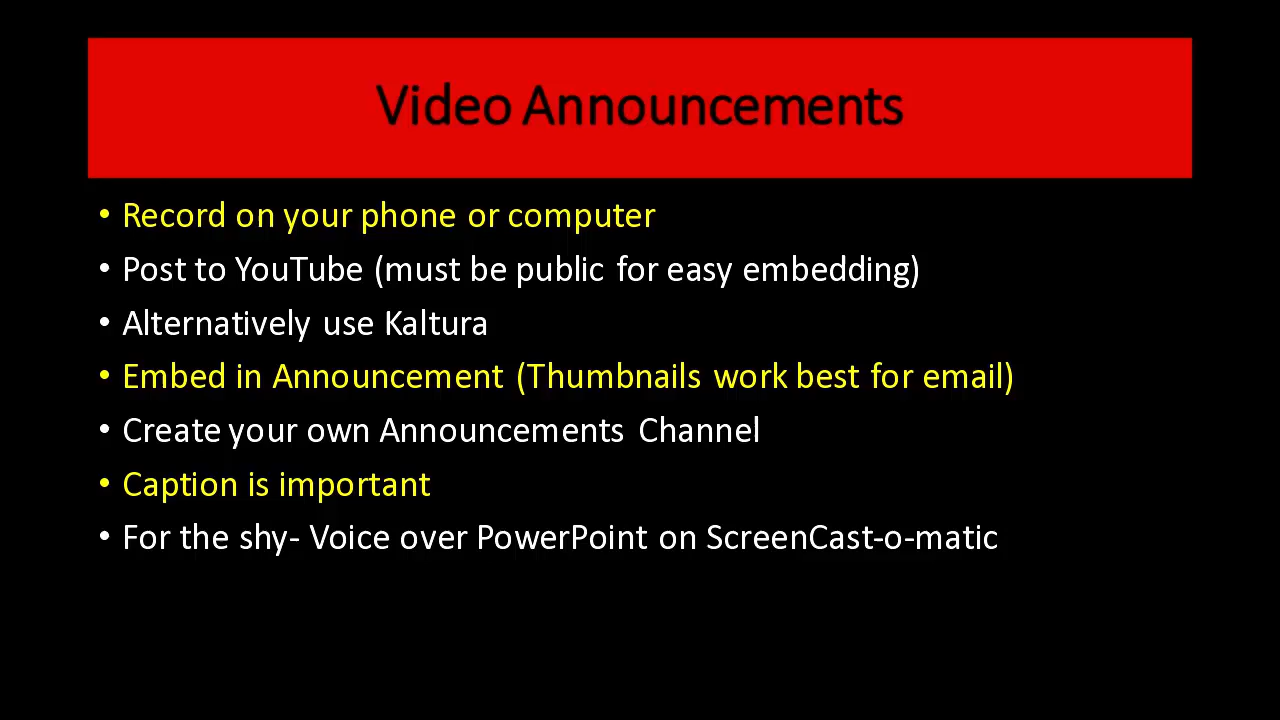 Video Announcements
• Record on your phone or computer
• Post to YouTube (must be public for easy embedding)
• Alternatively use Kaltura
• Embed in Announcement (Thumbnails work best for email)
• Create your own Announcements Channel
• Caption is important
• For the shy- Voice over PowerPoint on ScreenCast-o-matic